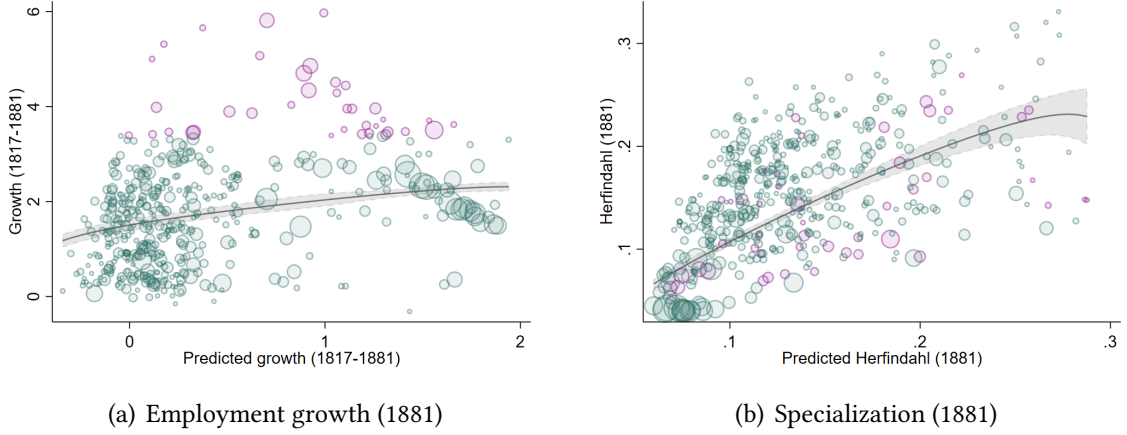 6
4
2
0
Growth (1817-1881)
0
1
2
Predicted growth (1817-1881)
(a) Employment growth (1881)
.3
.2
.1
Herfindahl (1881)
.1
.2
.3
Predicted Herfindahl (1881)
(b) Specialization (1881)